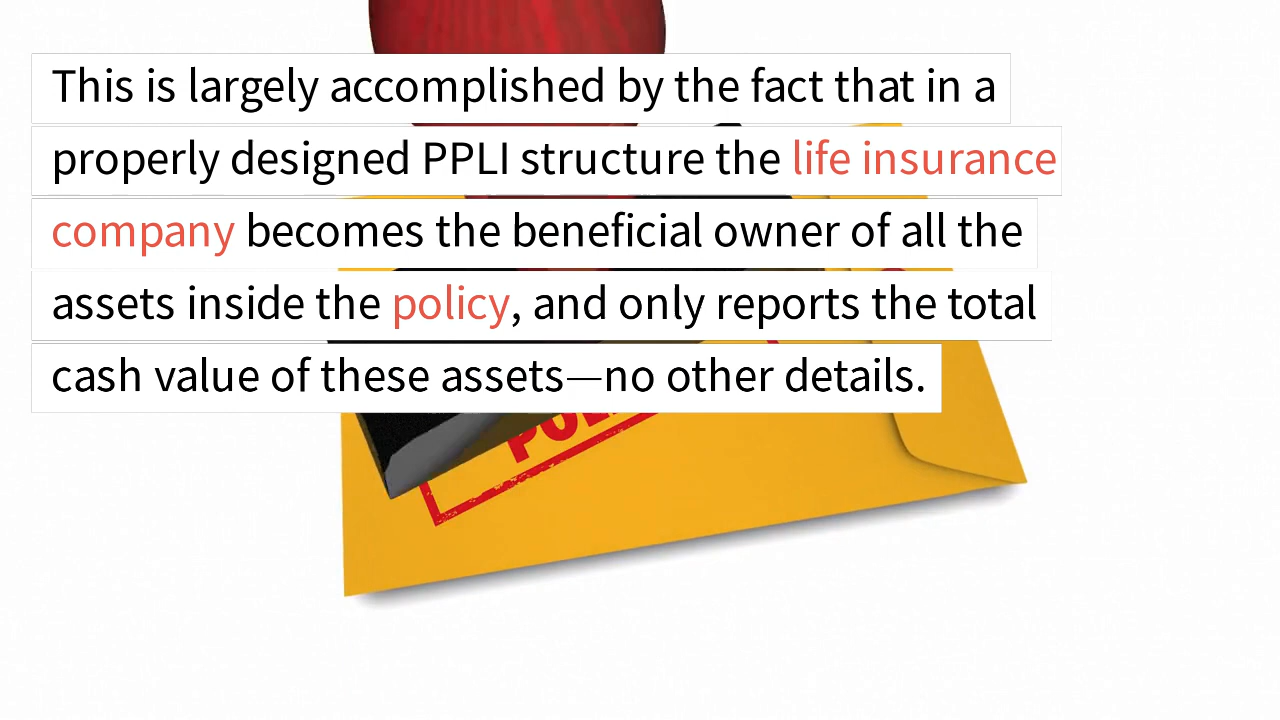 This is largely accomplished by the fact that in a
properly designed PPLI structure the life insurance
company becomes the beneficial owner of all the
assets inside the policy, and only reports the total
cash value of these assets—no other details.